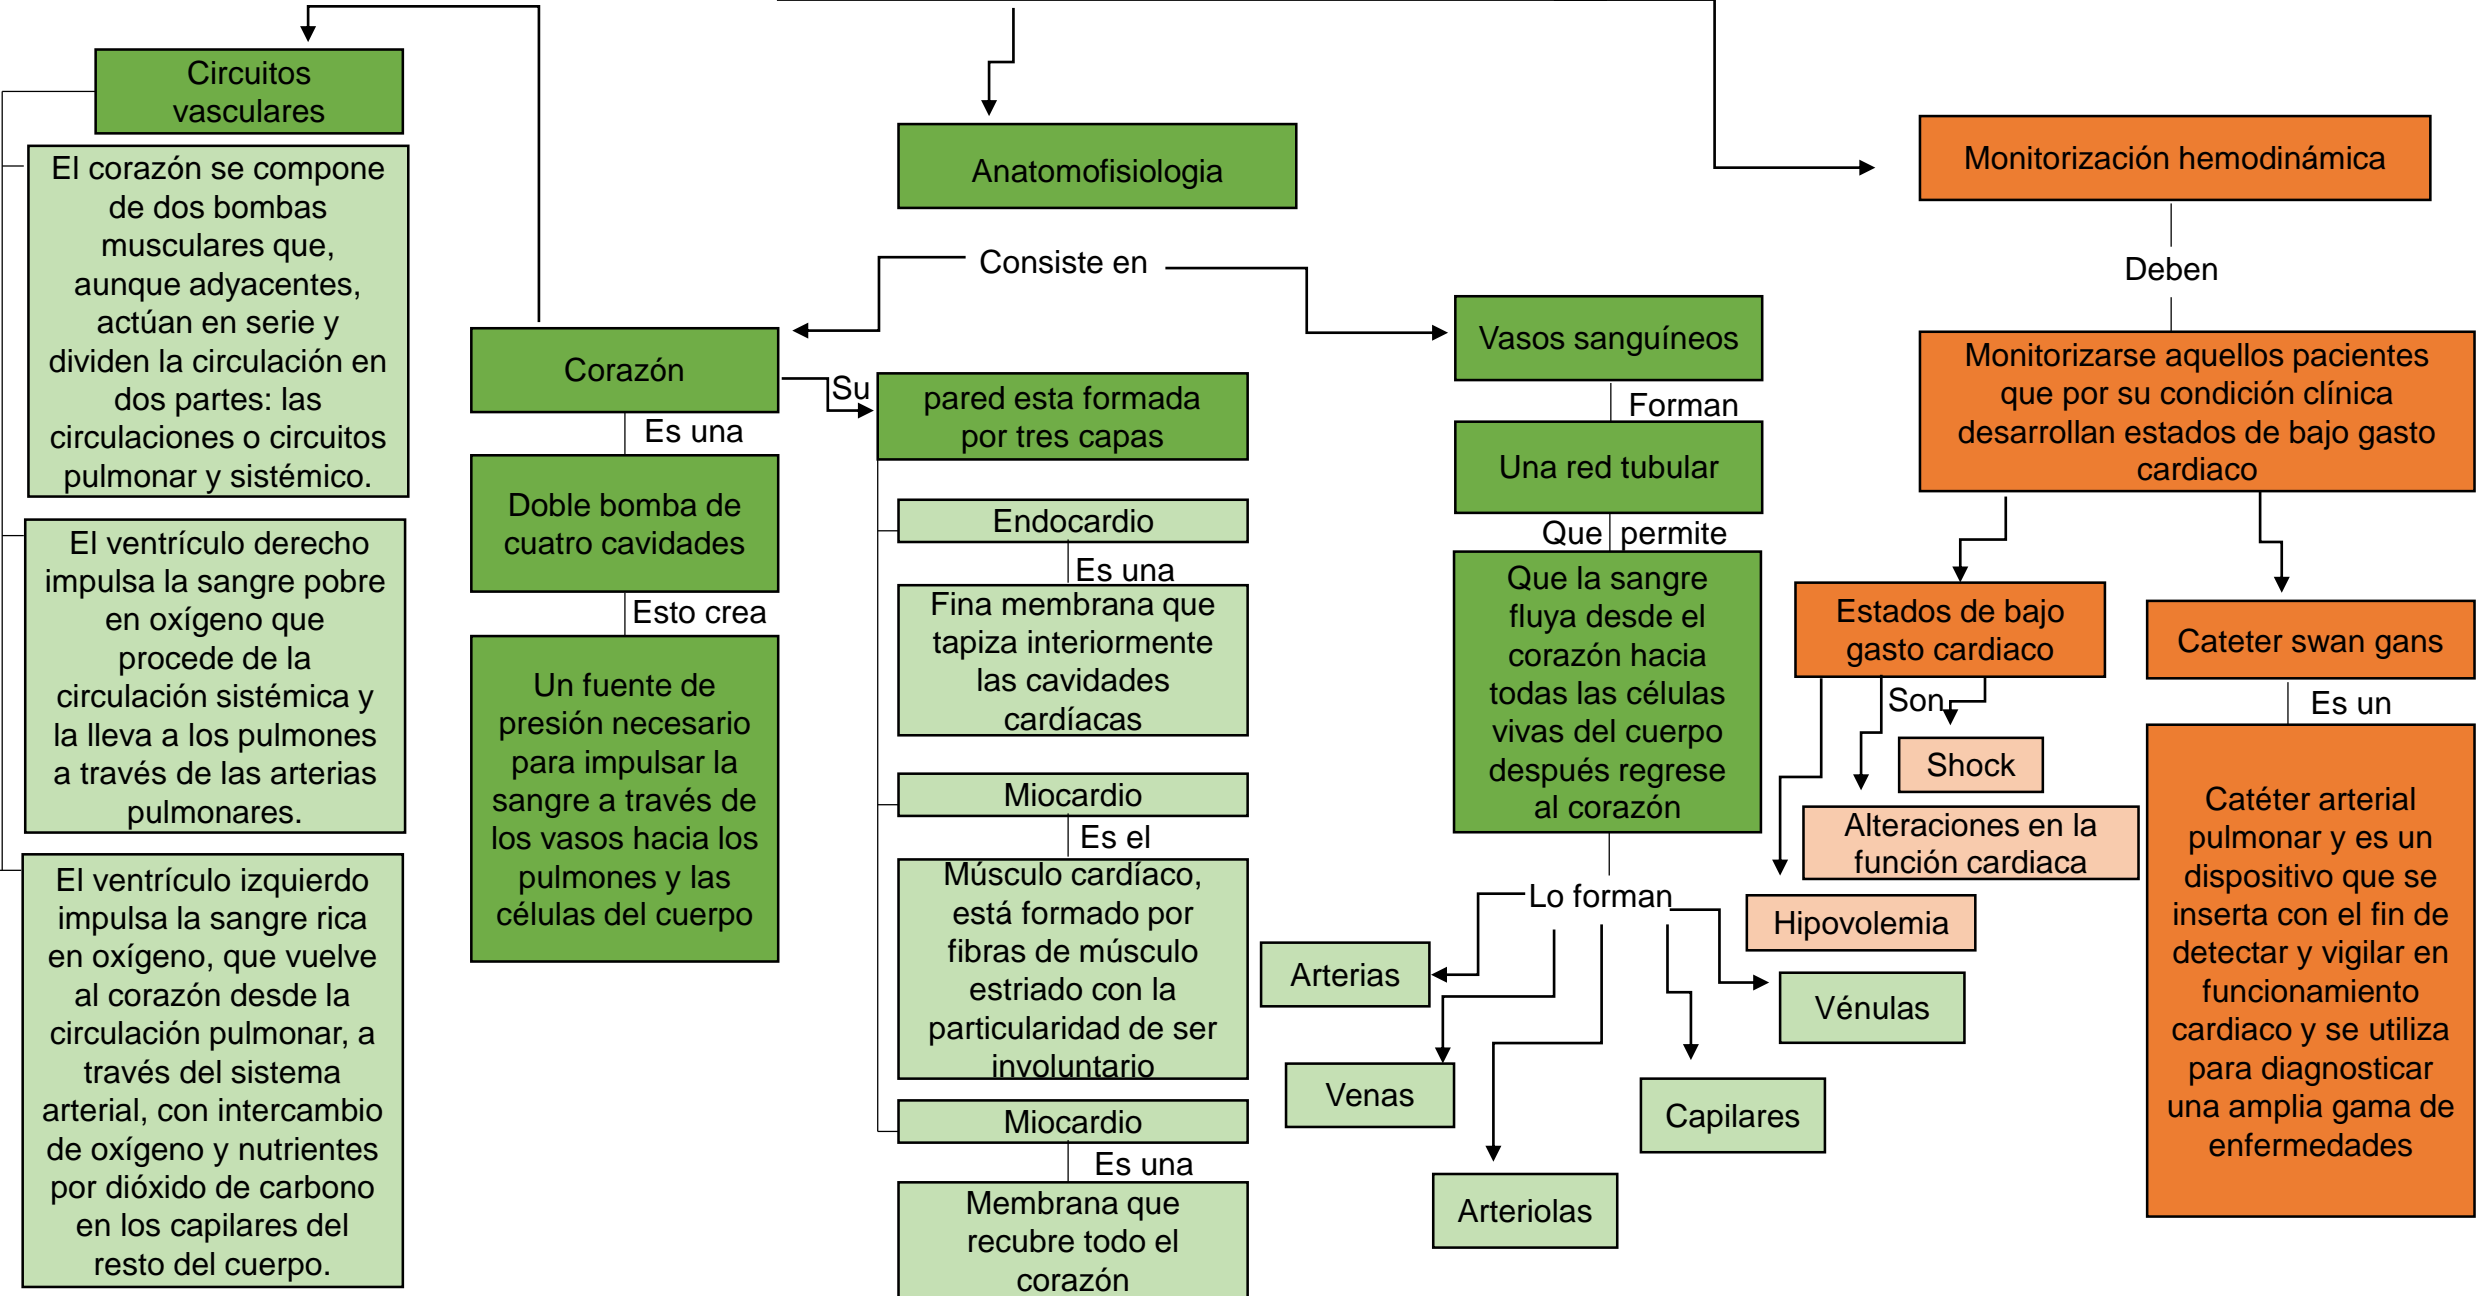 Circuitos
vasculares
El corazón se compone
de dos bombas
musculares que,
aunque adyacentes,
actúan en serie y
dividen la circulación en
dos partes: las
circulaciones o circuitos
pulmonar y sistémico.
El ventrículo derecho
impulsa la sangre pobre
en oxígeno que
procede de la
circulación sistémica y
la lleva a los pulmones
a través de las arterias
pulmonares.
El ventrículo izquierdo
impulsa la sangre rica
en oxígeno, que vuelve
al corazón desde la
circulación pulmonar, a
través del sistema
arterial, con intercambio
de oxígeno y nutrientes
por dióxido de carbono
en los capilares del
resto del cuerpo.
Anatomofisiologia
Consiste en
Corazón
Es una
Doble bomba de
cuatro cavidades
Esto crea
Un fuente de
presión necesario
para impulsar la
sangre a través de
los vasos hacia los
pulmones y las
células del cuerpo
Su
pared esta formada
por tres capas
Endocardio
Es una
Fina membrana que
tapiza interiormente
las cavidades
cardíacas
Miocardio
Es el
Músculo cardíaco,
está formado por
fibras de músculo
estriado con la
particularidad de ser
involuntario
Miocardio
Es una
Membrana que
recubre todo el
corazón
Vasos sanguíneos
Forman
Una red tubular
Que permite
Que la sangre
fluya desde el
corazón hacia
todas las células
vivas del cuerpo
después regrese
al corazón
Lo forman
Arterias
Venas
Arteriolas
Capilares
Vénulas
Monitorización hemodinámica
Deben
Monitorizarse aquellos pacientes
que por su condición clínica
desarrollan estados de bajo gasto
cardiaco
Estados de bajo
gasto cardiaco
Son
Shock
Alteraciones en la
función cardiaca
Hipovolemia
Cateter swan gans
Es un
Catéter arterial
pulmonar y es un
dispositivo que se
inserta con el fin de
detectar y vigilar en
funcionamiento
cardiaco y se utiliza
para diagnosticar
una amplia gama de
enfermedades